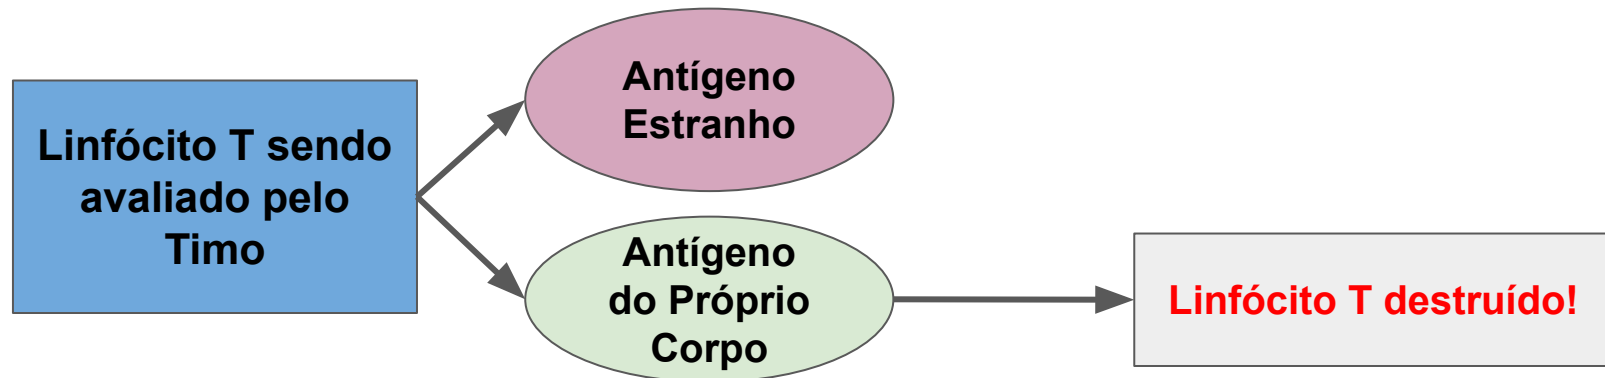 Linfócito T sendo
avaliado pelo
Timo
Antígeno
Estranho
Antígeno
do Próprio
Corpo
Linfócito T destruído!